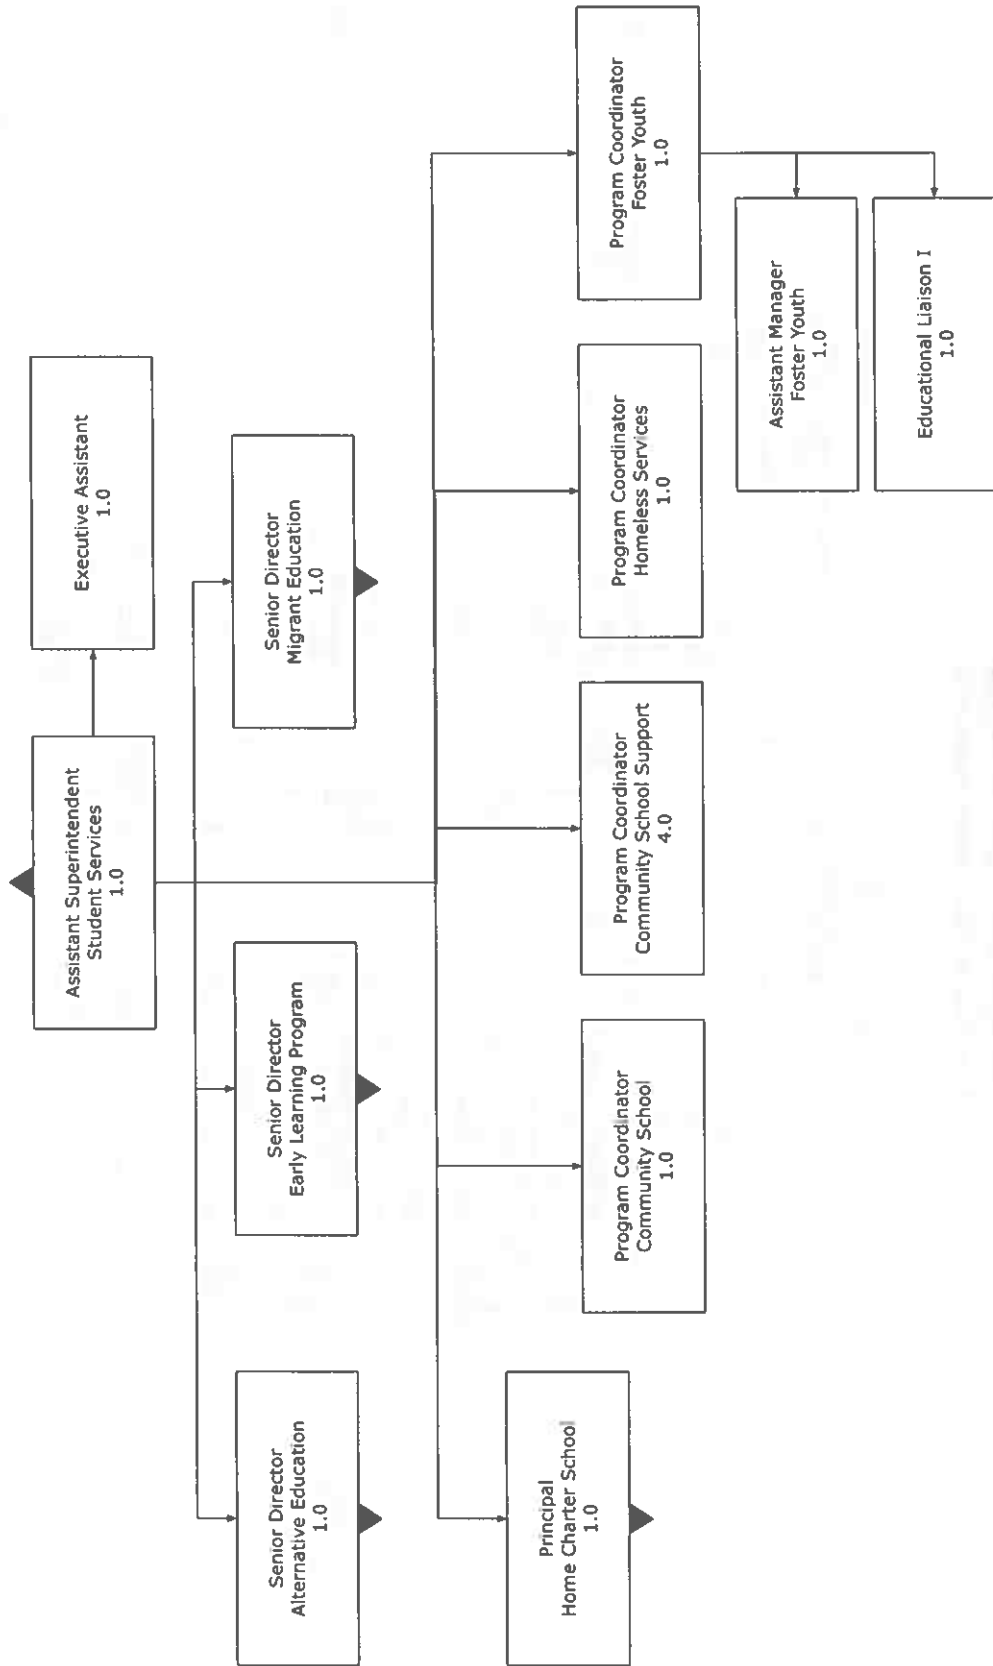 Assistant Superintendent
Student Services
1.0
Executive Assistant
1.0
Senior Director
Alternative Education
1.0
Senior Director
Early Learning Program
1.0
Senior Director
Migrant Education
1.0
Principal
Home Charter School
1.0
Program Coordinator
Community School
1.0
Program Coordinator
Community School Support
4.0
Program Coordinator
Homeless Services
1.0
Program Coordinator
Foster Youth
1.0
Assistant Manager
Foster Youth
1.0
Educational Liaison I
1.0